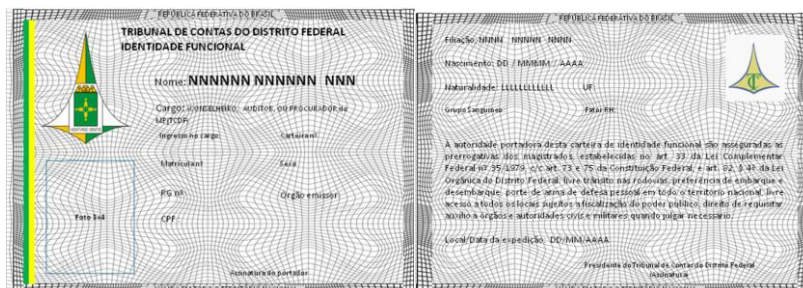 REPÚBLICA FEDERATIVA DO BRASIL
TRIBUNAL DE CONTAS DO DISTRITO FEDERAL
IDENTIDADE FUNCIONAL
Nome: NNNNNN NNNNNN NNN
Cargo: (CONSELHEIRO, AUDITOR, OU PROCURADOR do
MPJTCDF)
Ingresso no cargo: Carteira nº
Matrícula nº Sexo
RG nº Órgão emissor
CPF
Foto 3x4
Assinatura do portador
REPÚBLICA FEDERATIVA DO BRASIL
Filiação: NNNN NNNNN NNNN
Nascimento: DD / MMMM / AAAA
Naturalidade: LLLLLLLLLLLL UF:
Grupo Sanguíneo Fator RH:
A autoridade portadora desta carteira de identidade funcional são asseguradas as
prerrogativas dos magistrados, estabelecidas no art. 33 da Lei Complementar
Federal nº 35/1979, c/c art. 73 e 75 da Constituição Federal, e art. 82, § 4º da Lei
Orgânica do Distrito Federal: livre trânsito nas rodovias, preferência de embarque e
desembarque, porte de arma de defesa pessoal em todo o território nacional, livre
acesso a todos os locais sujeitos a fiscalização do poder público, direito de requisitar
auxílio a órgãos e autoridades civis e militares quando julgar necessário.
Local/Data da expedição, DD/MM/AAAA
Presidente do Tribunal de Contas do Distrito Federal
(Assinatura)